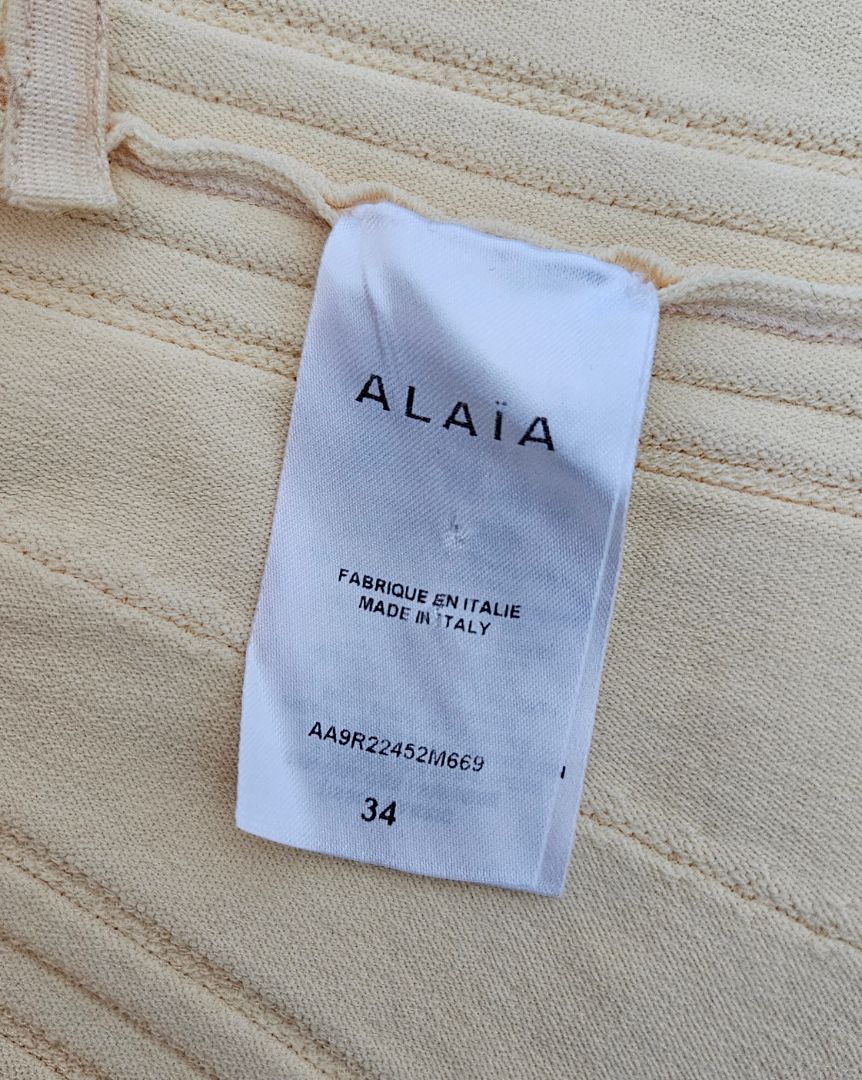 ALAÏA
FABRIQUE EN ITALIE
MADE IN ITALY
AA9R22452M669
34